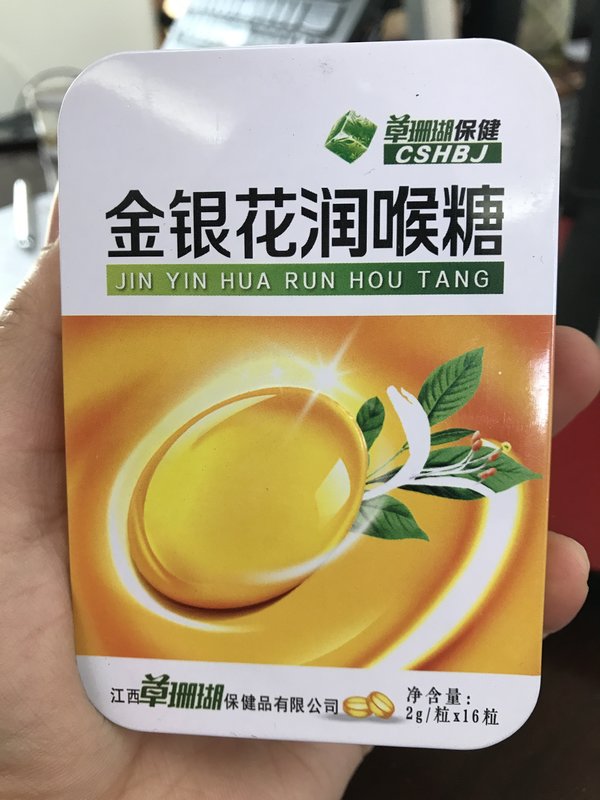 草珊瑚保健
CSHBJ
金银花润喉糖
JIN YIN HUA RUN HOU TANG
江西草珊瑚保健品有限公司
净含量：
2g/粒x16粒